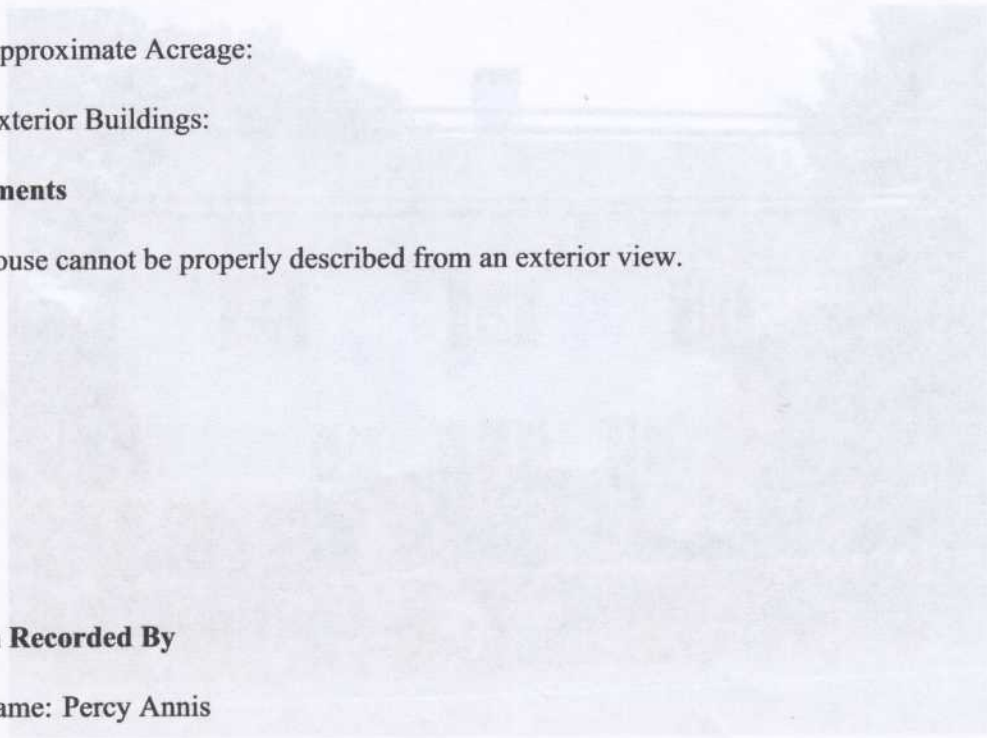 pproximate Acreage:
xterior Buildings:
ments
ouse cannot be properly described from an exterior view.
Recorded By
ame: Percy Annis